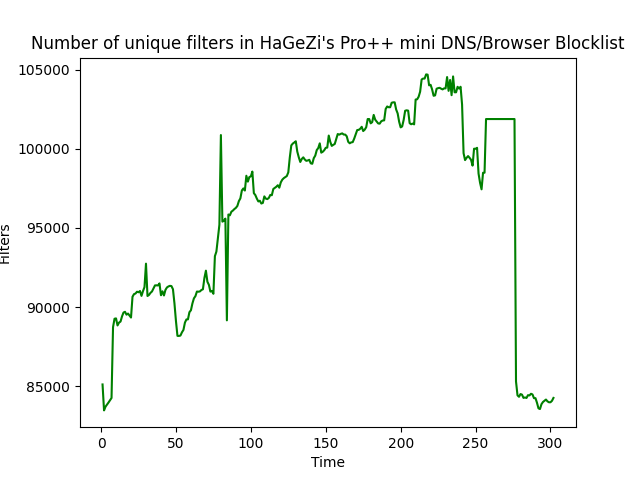 Number of unique filters in HaGeZi's Pro++ mini DNS/Browser Blocklist
105000
100000
95000
90000
85000
Filters
0 50 100 150 200 250 300
Time